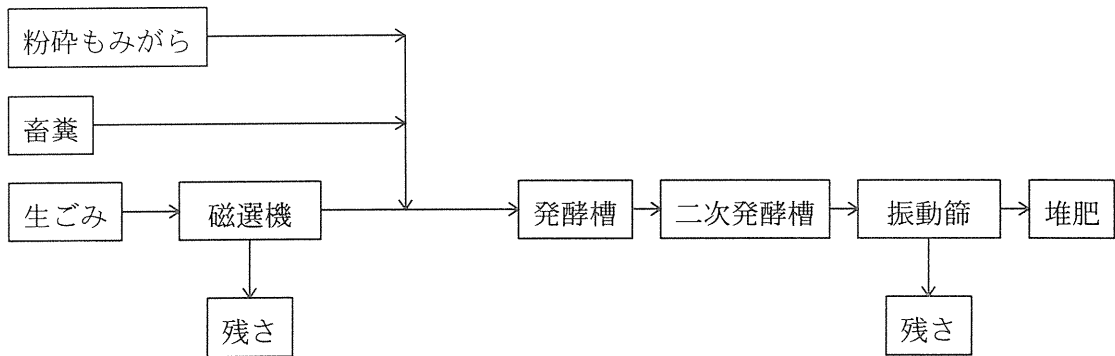 粉砕もみがら
畜糞
生ごみ
磁選機
発酵槽
二次発酵槽
振動篩
堆肥
残さ
残さ